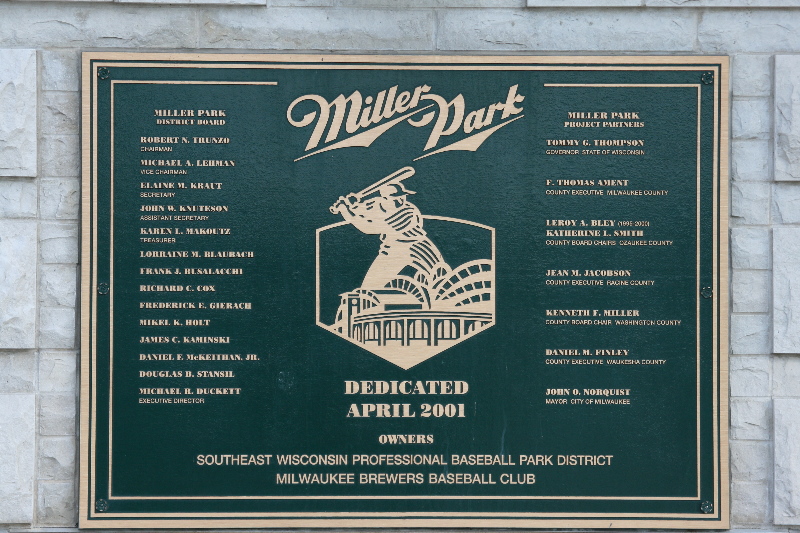 Miller Park
MILLER PARK
DISTRICT BOARD
ROBERT N. TRUNZO
CHAIRMAN
MICHAEL A. LEHMAN
VICE CHAIRMAN
ELAINE M. KRAUT
SECRETARY
JOHN W. KNUTESON
ASSISTANT SECRETARY
KAREN L. MAKOUTZ
TREASURER
LORRAINE M. BLAUBACH
FRANK J. BUSALACCHI
RICHARD C. COX
FREDERICK E. GIERACH
MIKEL K. HOLT
JAMES C. KAMINSKI
DANIEL F. McKEITHAN, JR.
DOUGLAS B. STANSIL
MICHAEL R. DUCKETT
EXECUTIVE DIRECTOR
MILLER PARK
PROJECT PARTNERS
TOMMY G. THOMPSON
GOVERNOR, STATE OF WISCONSIN
F. THOMAS AMENT
COUNTY EXECUTIVE, MILWAUKEE COUNTY
LEROY A. BLEY (1995-2000)
KATHERINE L. SMITH
COUNTY BOARD CHAIRS, OZAUKEE COUNTY
JEAN M. JACOBSON
COUNTY EXECUTIVE, RACINE COUNTY
KENNETH F. MILLER
COUNTY BOARD CHAIR, WASHINGTON COUNTY
DANIEL M. FINLEY
COUNTY EXECUTIVE, WAUKESHA COUNTY
JOHN O. NORQUIST
MAYOR, CITY OF MILWAUKEE
DEDICATED
APRIL 2001
OWNERS
SOUTHEAST WISCONSIN PROFESSIONAL BASEBALL PARK DISTRICT
MILWAUKEE BREWERS BASEBALL CLUB